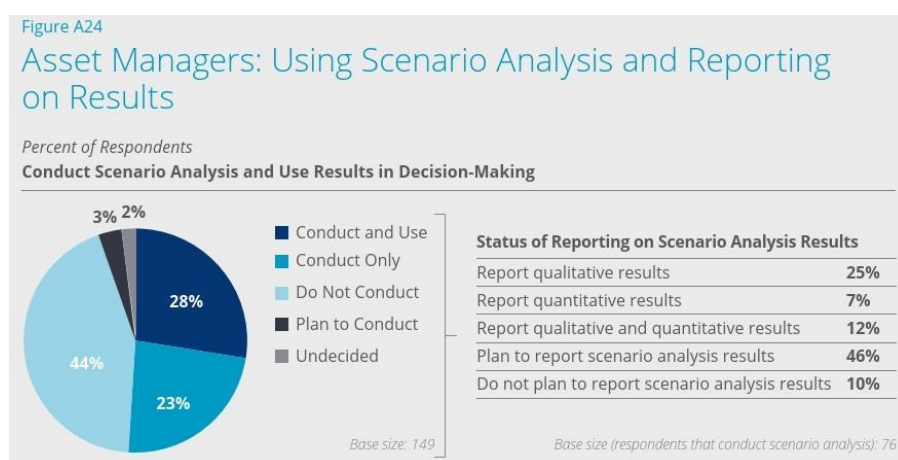 Figure A24
Asset Managers: Using Scenario Analysis and Reporting
on Results
Percent of Respondents
Conduct Scenario Analysis and Use Results in Decision-Making
3% 2%
28%
44%
23%
Conduct and Use
Conduct Only
Do Not Conduct
Plan to Conduct
Undecided
Base size: 149
Status of Reporting on Scenario Analysis Results
Report qualitative results 25%
Report quantitative results 7%
Report qualitative and quantitative results 12%
Plan to report scenario analysis results 46%
Do not plan to report scenario analysis results 10%
Base size (respondents that conduct scenario analysis): 76